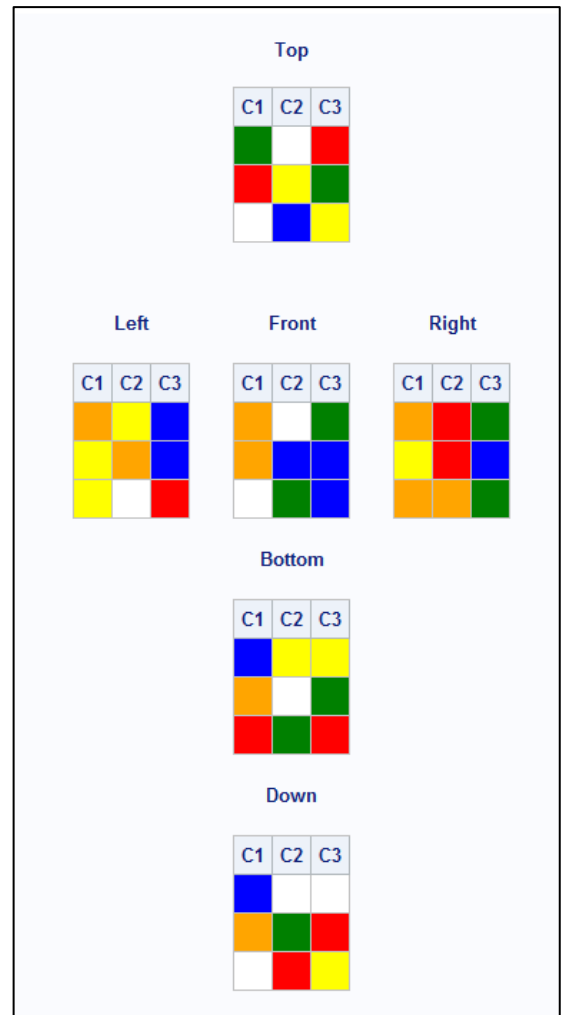 Top
C1 C2 C3
Left Front Right
C1 C2 C3 C1 C2 C3 C1 C2 C3
Bottom
C1 C2 C3
Down
C1 C2 C3